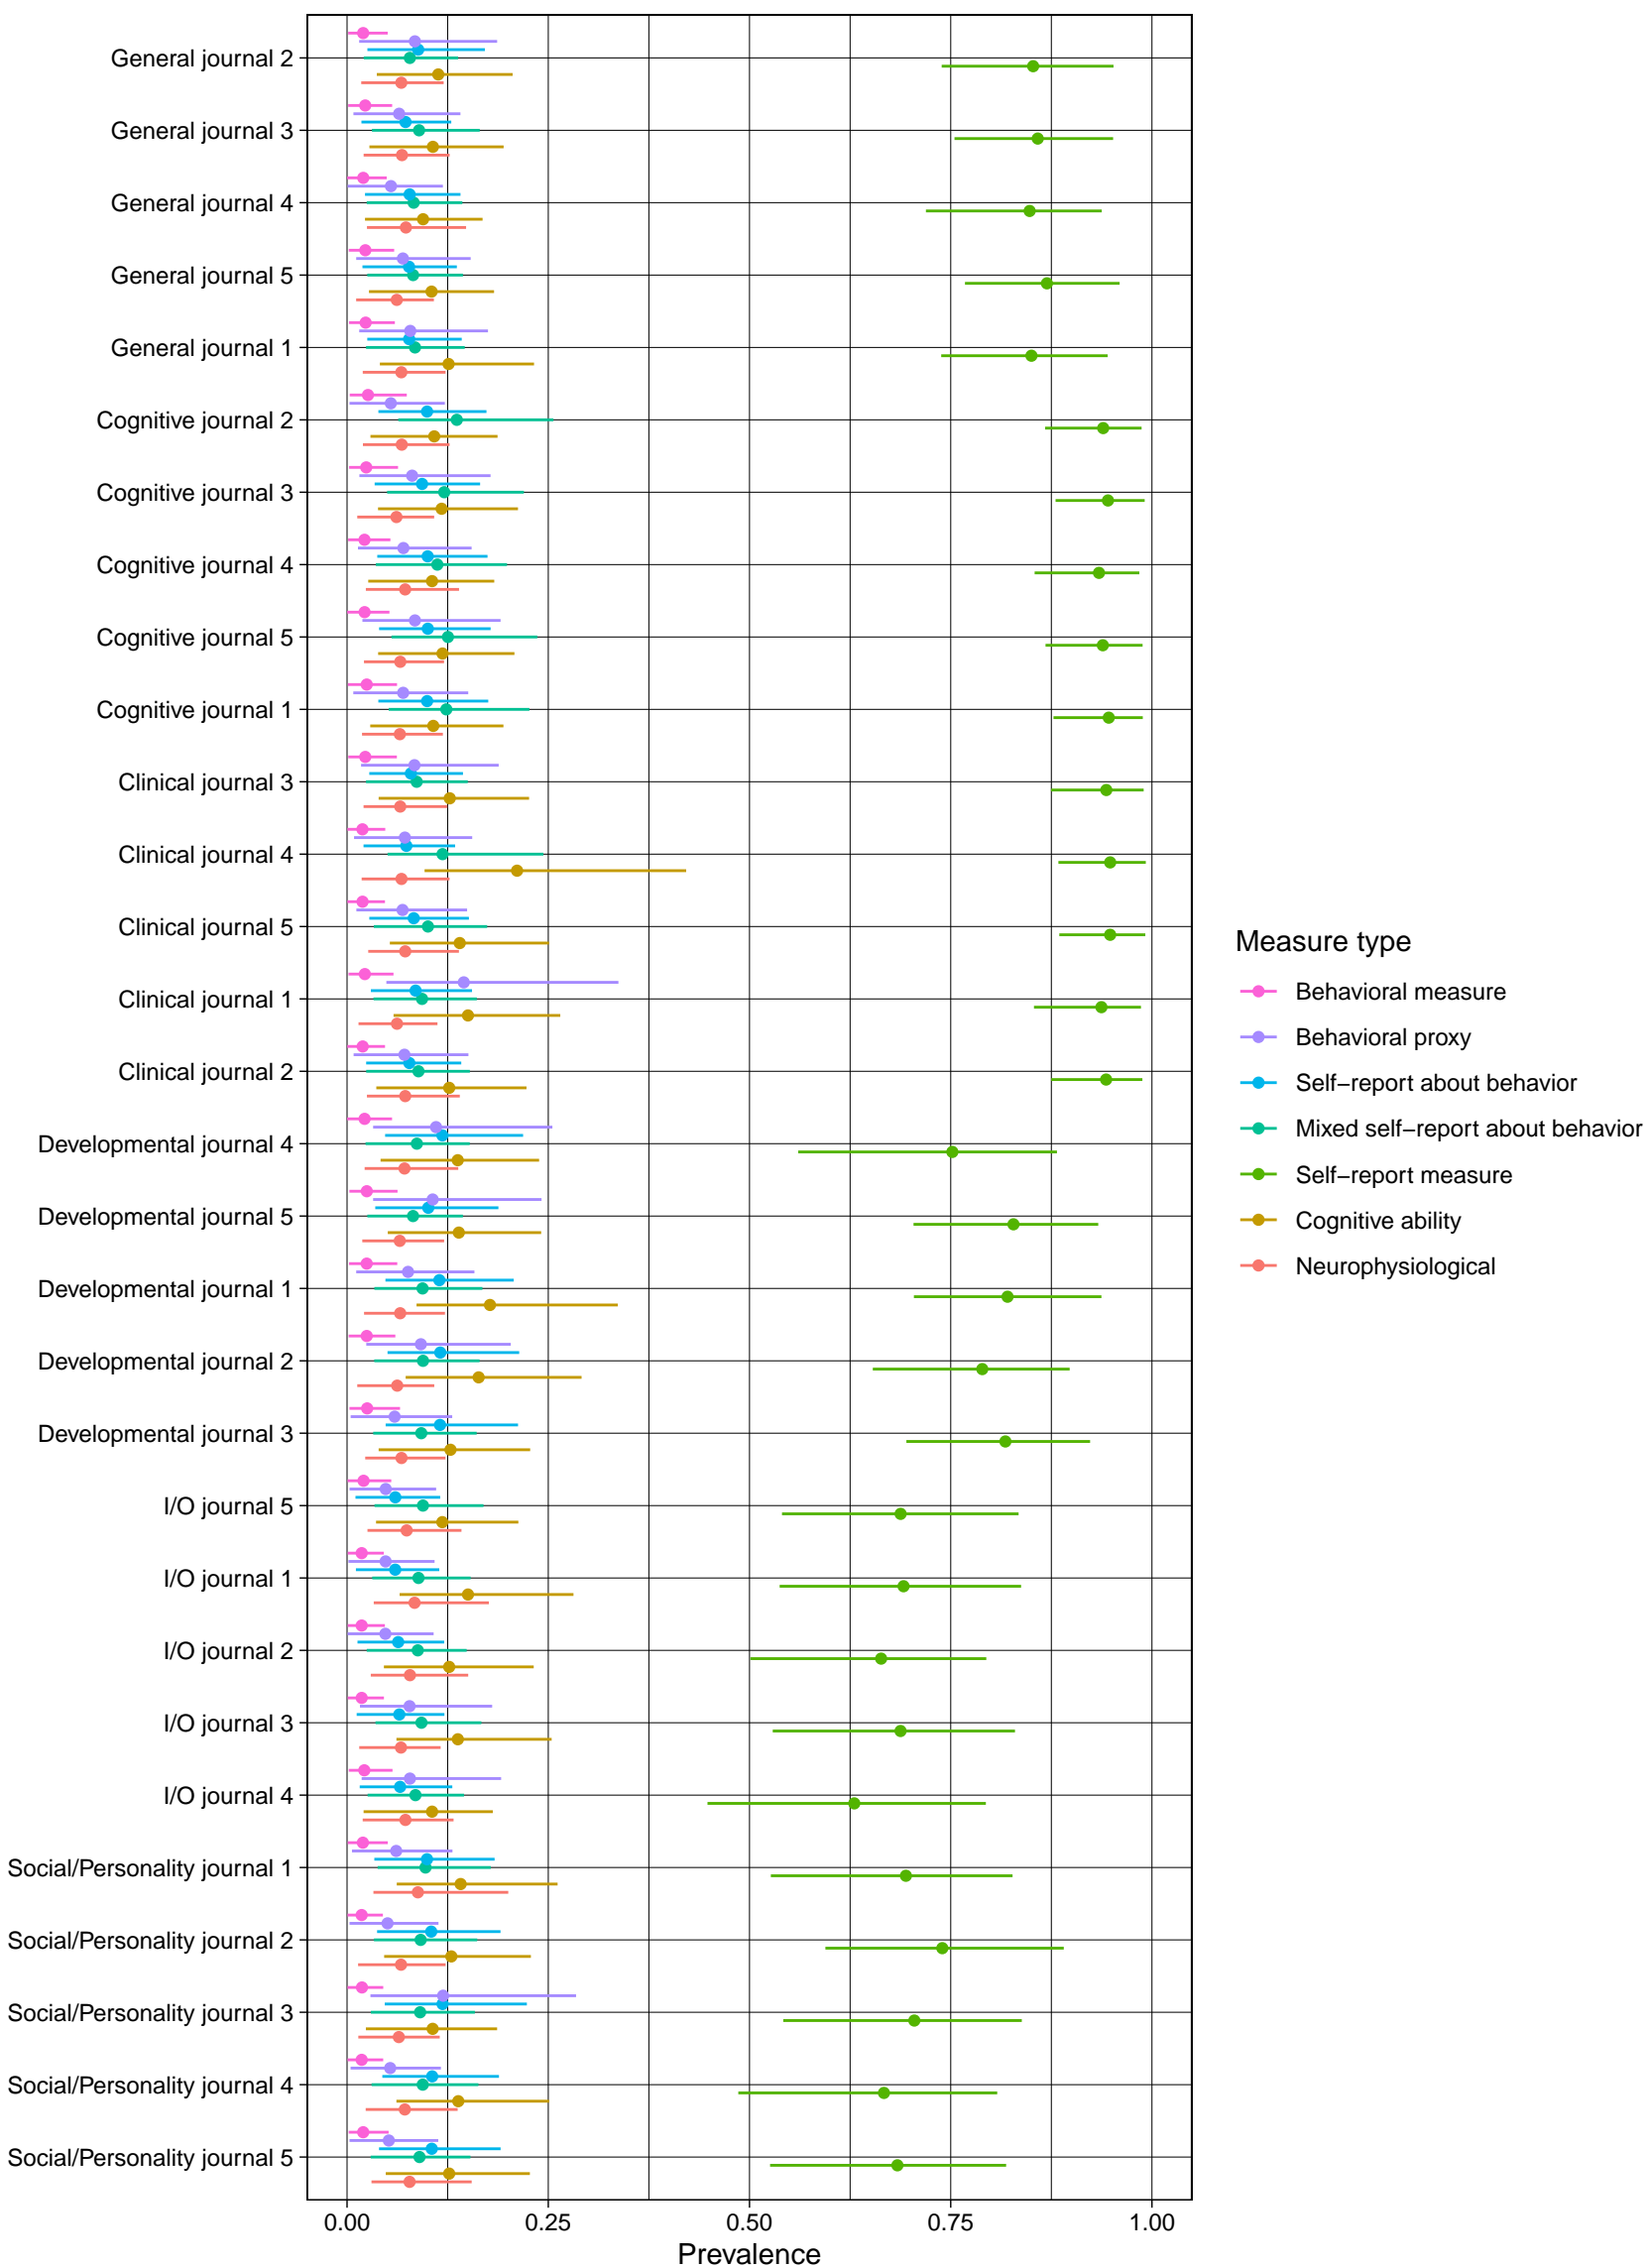 General journal 2
General journal 3
General journal 4
General journal 5
General journal 1
Cognitive journal 2
Cognitive journal 3
Cognitive journal 4
Cognitive journal 5
Cognitive journal 1
Clinical journal 3
Clinical journal 4
Clinical journal 5
Clinical journal 1
Clinical journal 2
Developmental journal 4
Developmental journal 5
Developmental journal 1
Developmental journal 2
Developmental journal 3
I/O journal 5
I/O journal 1
I/O journal 2
I/O journal 3
I/O journal 4
Social/Personality journal 1
Social/Personality journal 2
Social/Personality journal 3
Social/Personality journal 4
Social/Personality journal 5
0.00 0.25 0.50 0.75 1.00
Prevalence
Measure type
Behavioral measure
Behavioral proxy
Self−report about behavior
Mixed self−report about behavior
Self−report measure
Cognitive ability
Neurophysiological